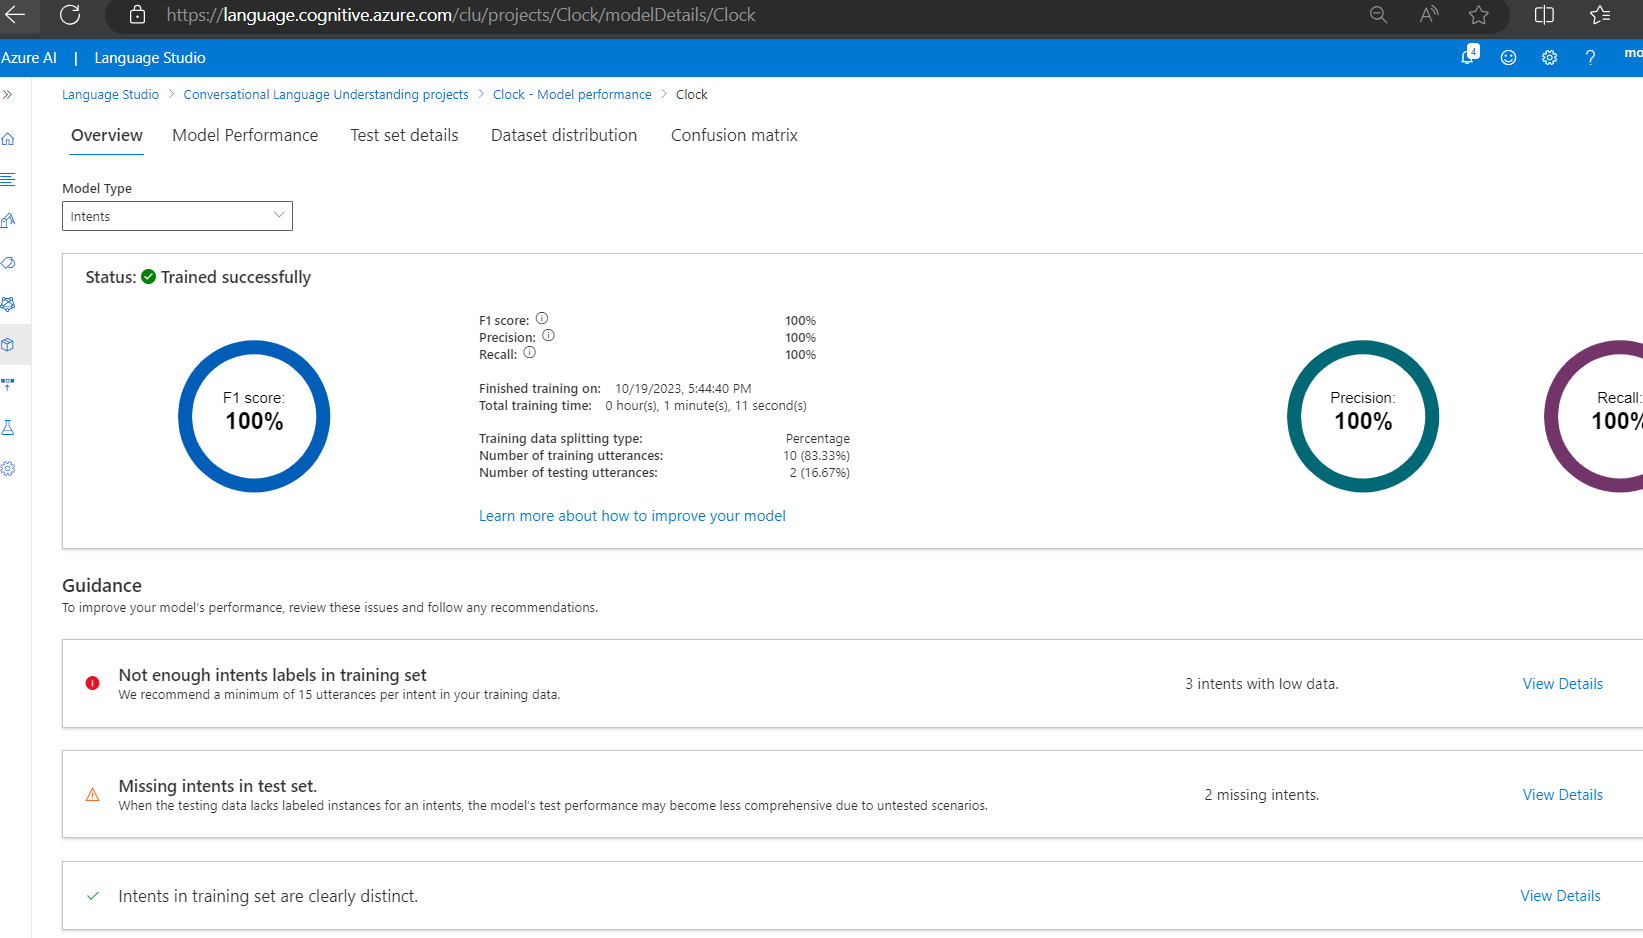 https://language.cognitive.azure.com/clu/projects/Clock/modelDetails/Clock
Azure AI | Language Studio 4 ? mo
Language Studio > Conversational Language Understanding projects > Clock - Model performance > Clock
Overview Model Performance Test set details Dataset distribution Confusion matrix
Model Type
Intents
Status: Trained successfully
F1 score: 100%
Precision: 100%
Recall: 100%
Finished training on: 10/19/2023, 5:44:40 PM
Total training time: 0 hour(s), 1 minute(s), 11 second(s)
Training data splitting type: Percentage
Number of training utterances: 10 (83.33%)
Number of testing utterances: 2 (16.67%)
Learn more about how to improve your model
F1 score:
100%
Precision:
100%
Recall:
100%
Guidance
To improve your model's performance, review these issues and follow any recommendations.
Not enough intents labels in training set
We recommend a minimum of 15 utterances per intent in your training data.
3 intents with low data.
View Details
Missing intents in test set.
When the testing data lacks labeled instances for an intents, the model's test performance may become less comprehensive due to untested scenarios.
2 missing intents.
View Details
Intents in training set are clearly distinct.
View Details